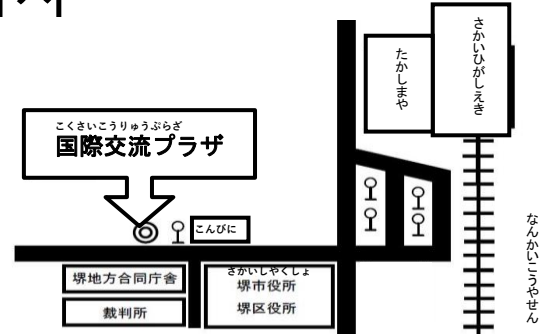 さかいひがしえき
たかしまや
こくさいこうりゅうぷらざ
国際交流プラザ
こんびに
なんかいこうやせん
堺地方合同庁舎
裁判所
さかいしやくしょ
堺市役所
堺区役所